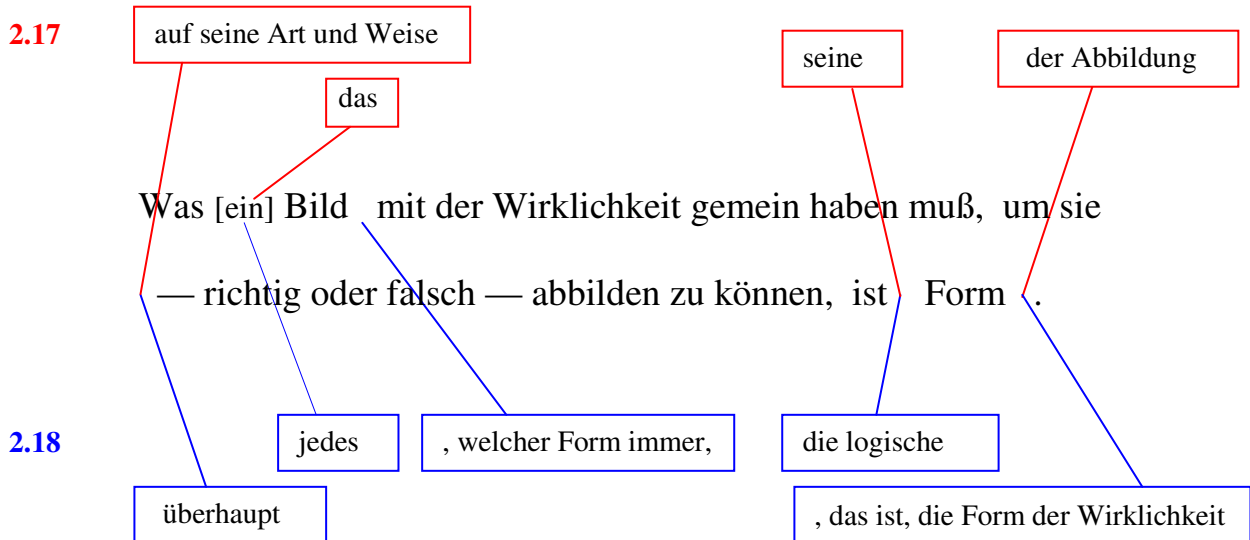 2.17
auf seine Art und Weise
seine
der Abbildung
das
Was [ein] Bild mit der Wirklichkeit gemein haben muß, um sie
— richtig oder falsch — abbilden zu können, ist Form .
2.18
jedes
, welcher Form immer,
die logische
überhaupt
, das ist, die Form der Wirklichkeit